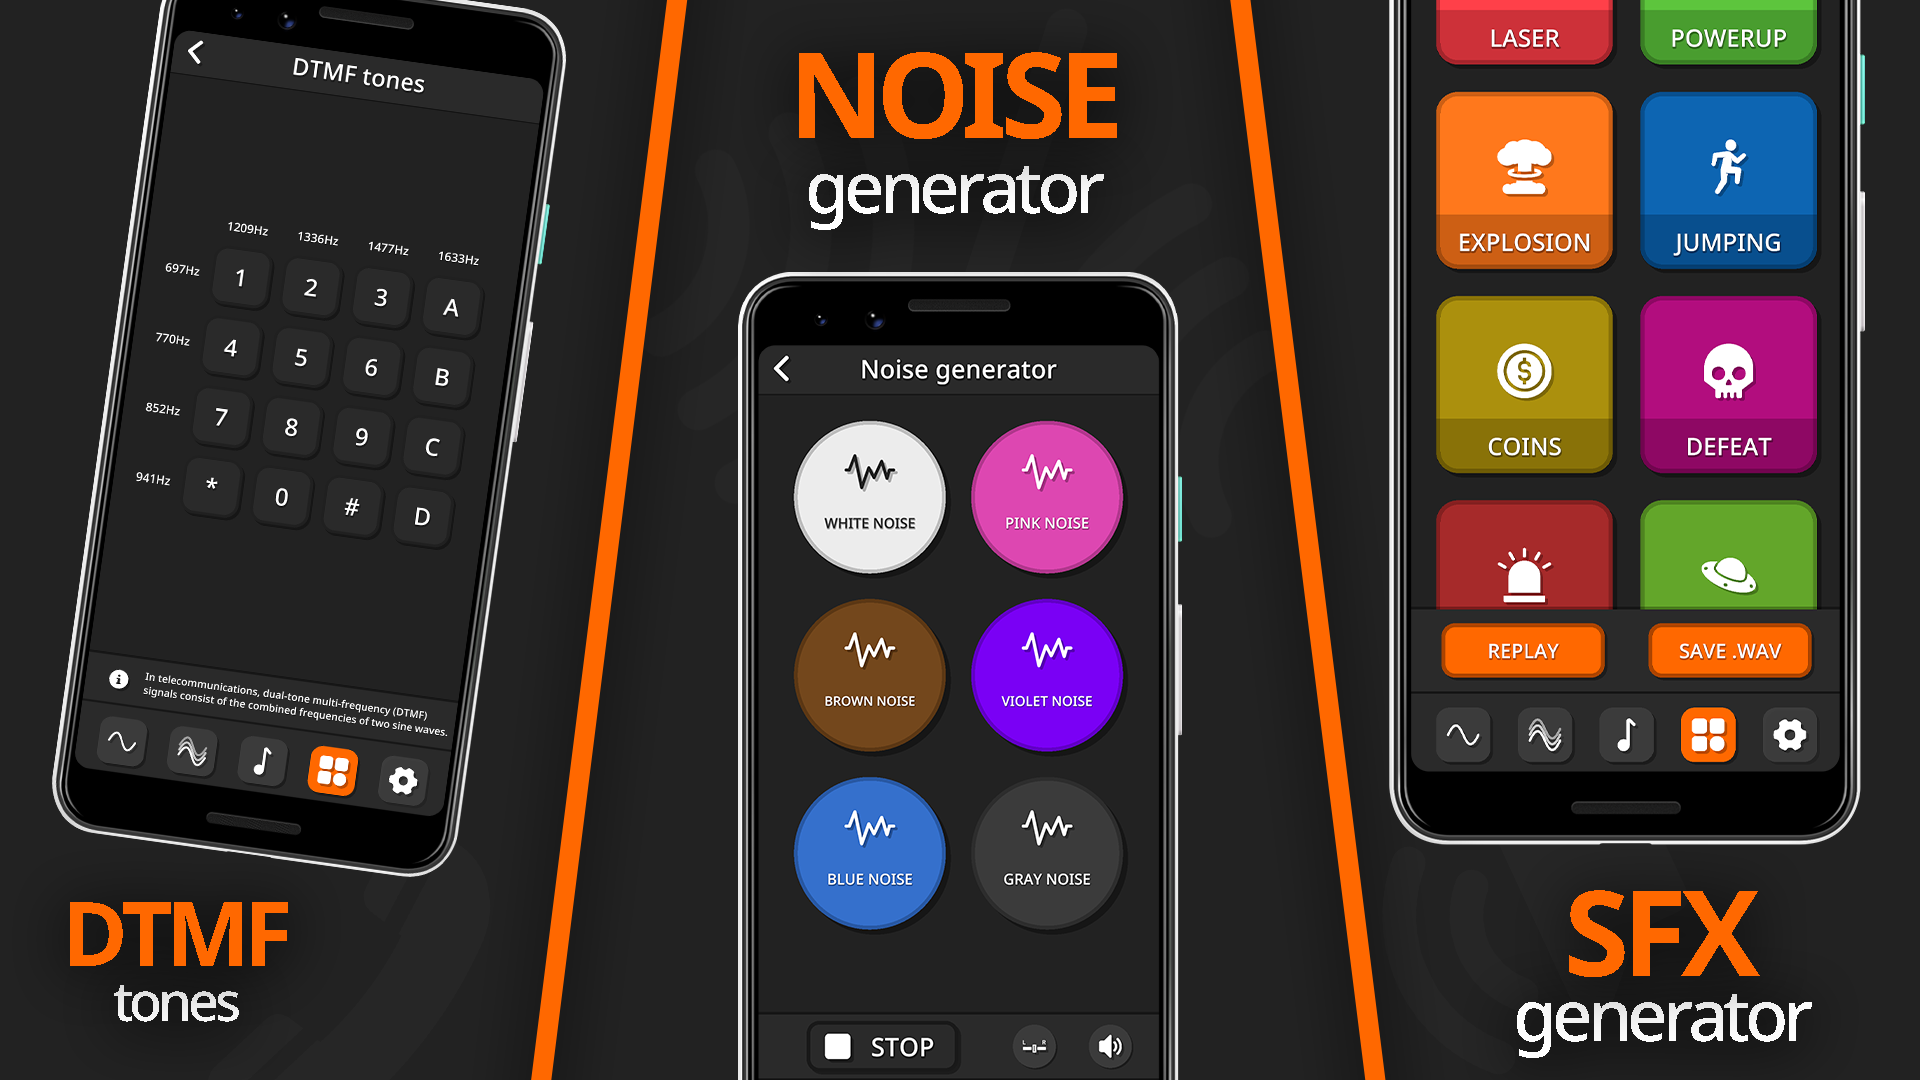 DTMF tones
1209Hz 1336Hz 1477Hz 1633Hz
697Hz 1 2 3 A
770Hz 4 5 6 B
852Hz 7 8 9 C
941Hz * 0 # D
In telecommunications, dual-tone multi-frequency (DTMF)
signals consist of the combined frequencies of two sine waves.
DTMF
tones
NOISE
generator
Noise generator
WHITE NOISE PINK NOISE
BROWN NOISE VIOLET NOISE
BLUE NOISE GRAY NOISE
STOP L R
LASER POWERUP
EXPLOSION JUMPING
COINS DEFEAT
REPLAY SAVE .WAV
SFX
generator